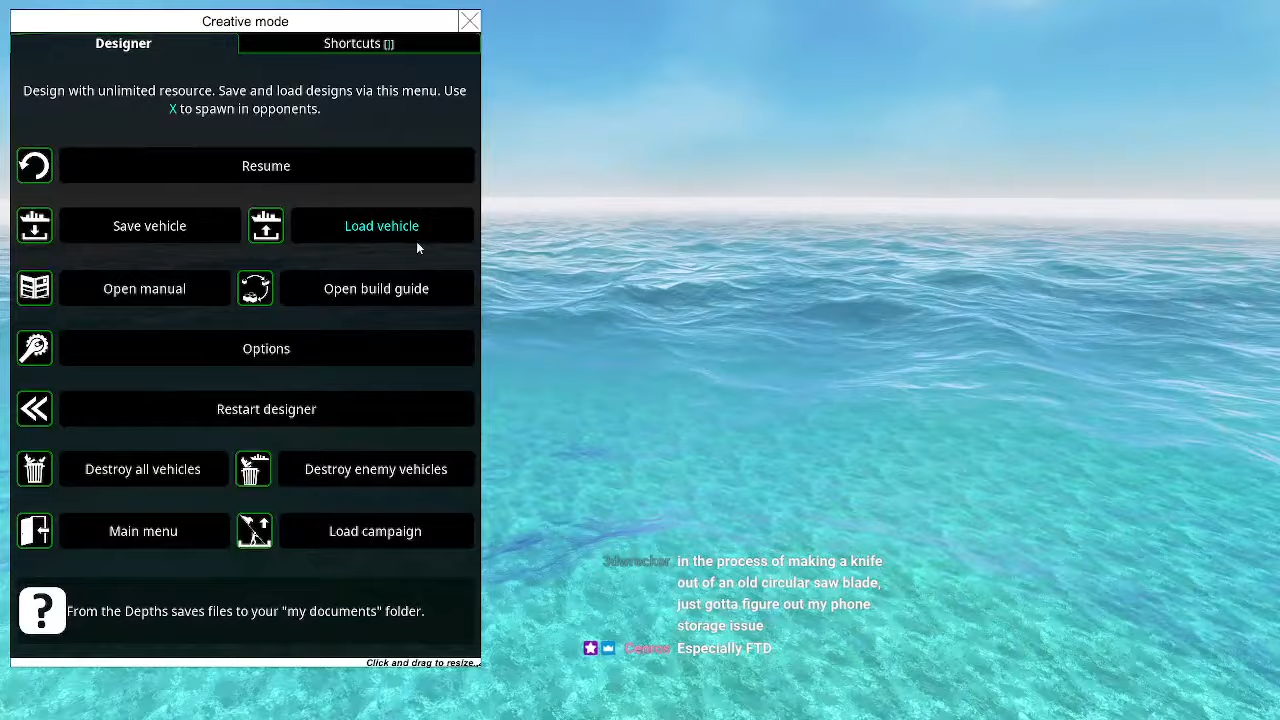 Creative mode
Designer
Shortcuts []]
Design with unlimited resource. Save and load designs via this menu. Use
X to spawn in opponents.
Resume
Save vehicle
Load vehicle
Open manual
Open build guide
Options
Restart designer
Destroy all vehicles
Destroy enemy vehicles
Main menu
Load campaign
? From the Depths saves files to your "my documents" folder.
Click and drag to resize...
3dwrecker in the process of making a knife
out of an old circular saw blade,
just gotta figure out my phone
storage issue
Especially FTD